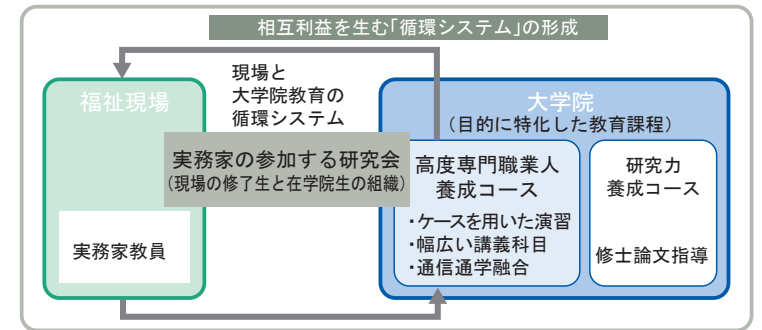 相互利益を生む「循環システム」の形成
現場と
大学院教育の
循環システム
福祉現場
実務家教員
実務家の参加する研究会
(現場の修了生と在学院生の組織)
大学院
(目的に特化した教育課程)
高度専門職業人
養成コース
・ケースを用いた演習
・幅広い講義科目
・通信通学融合
研究力
養成コース
修士論文指導